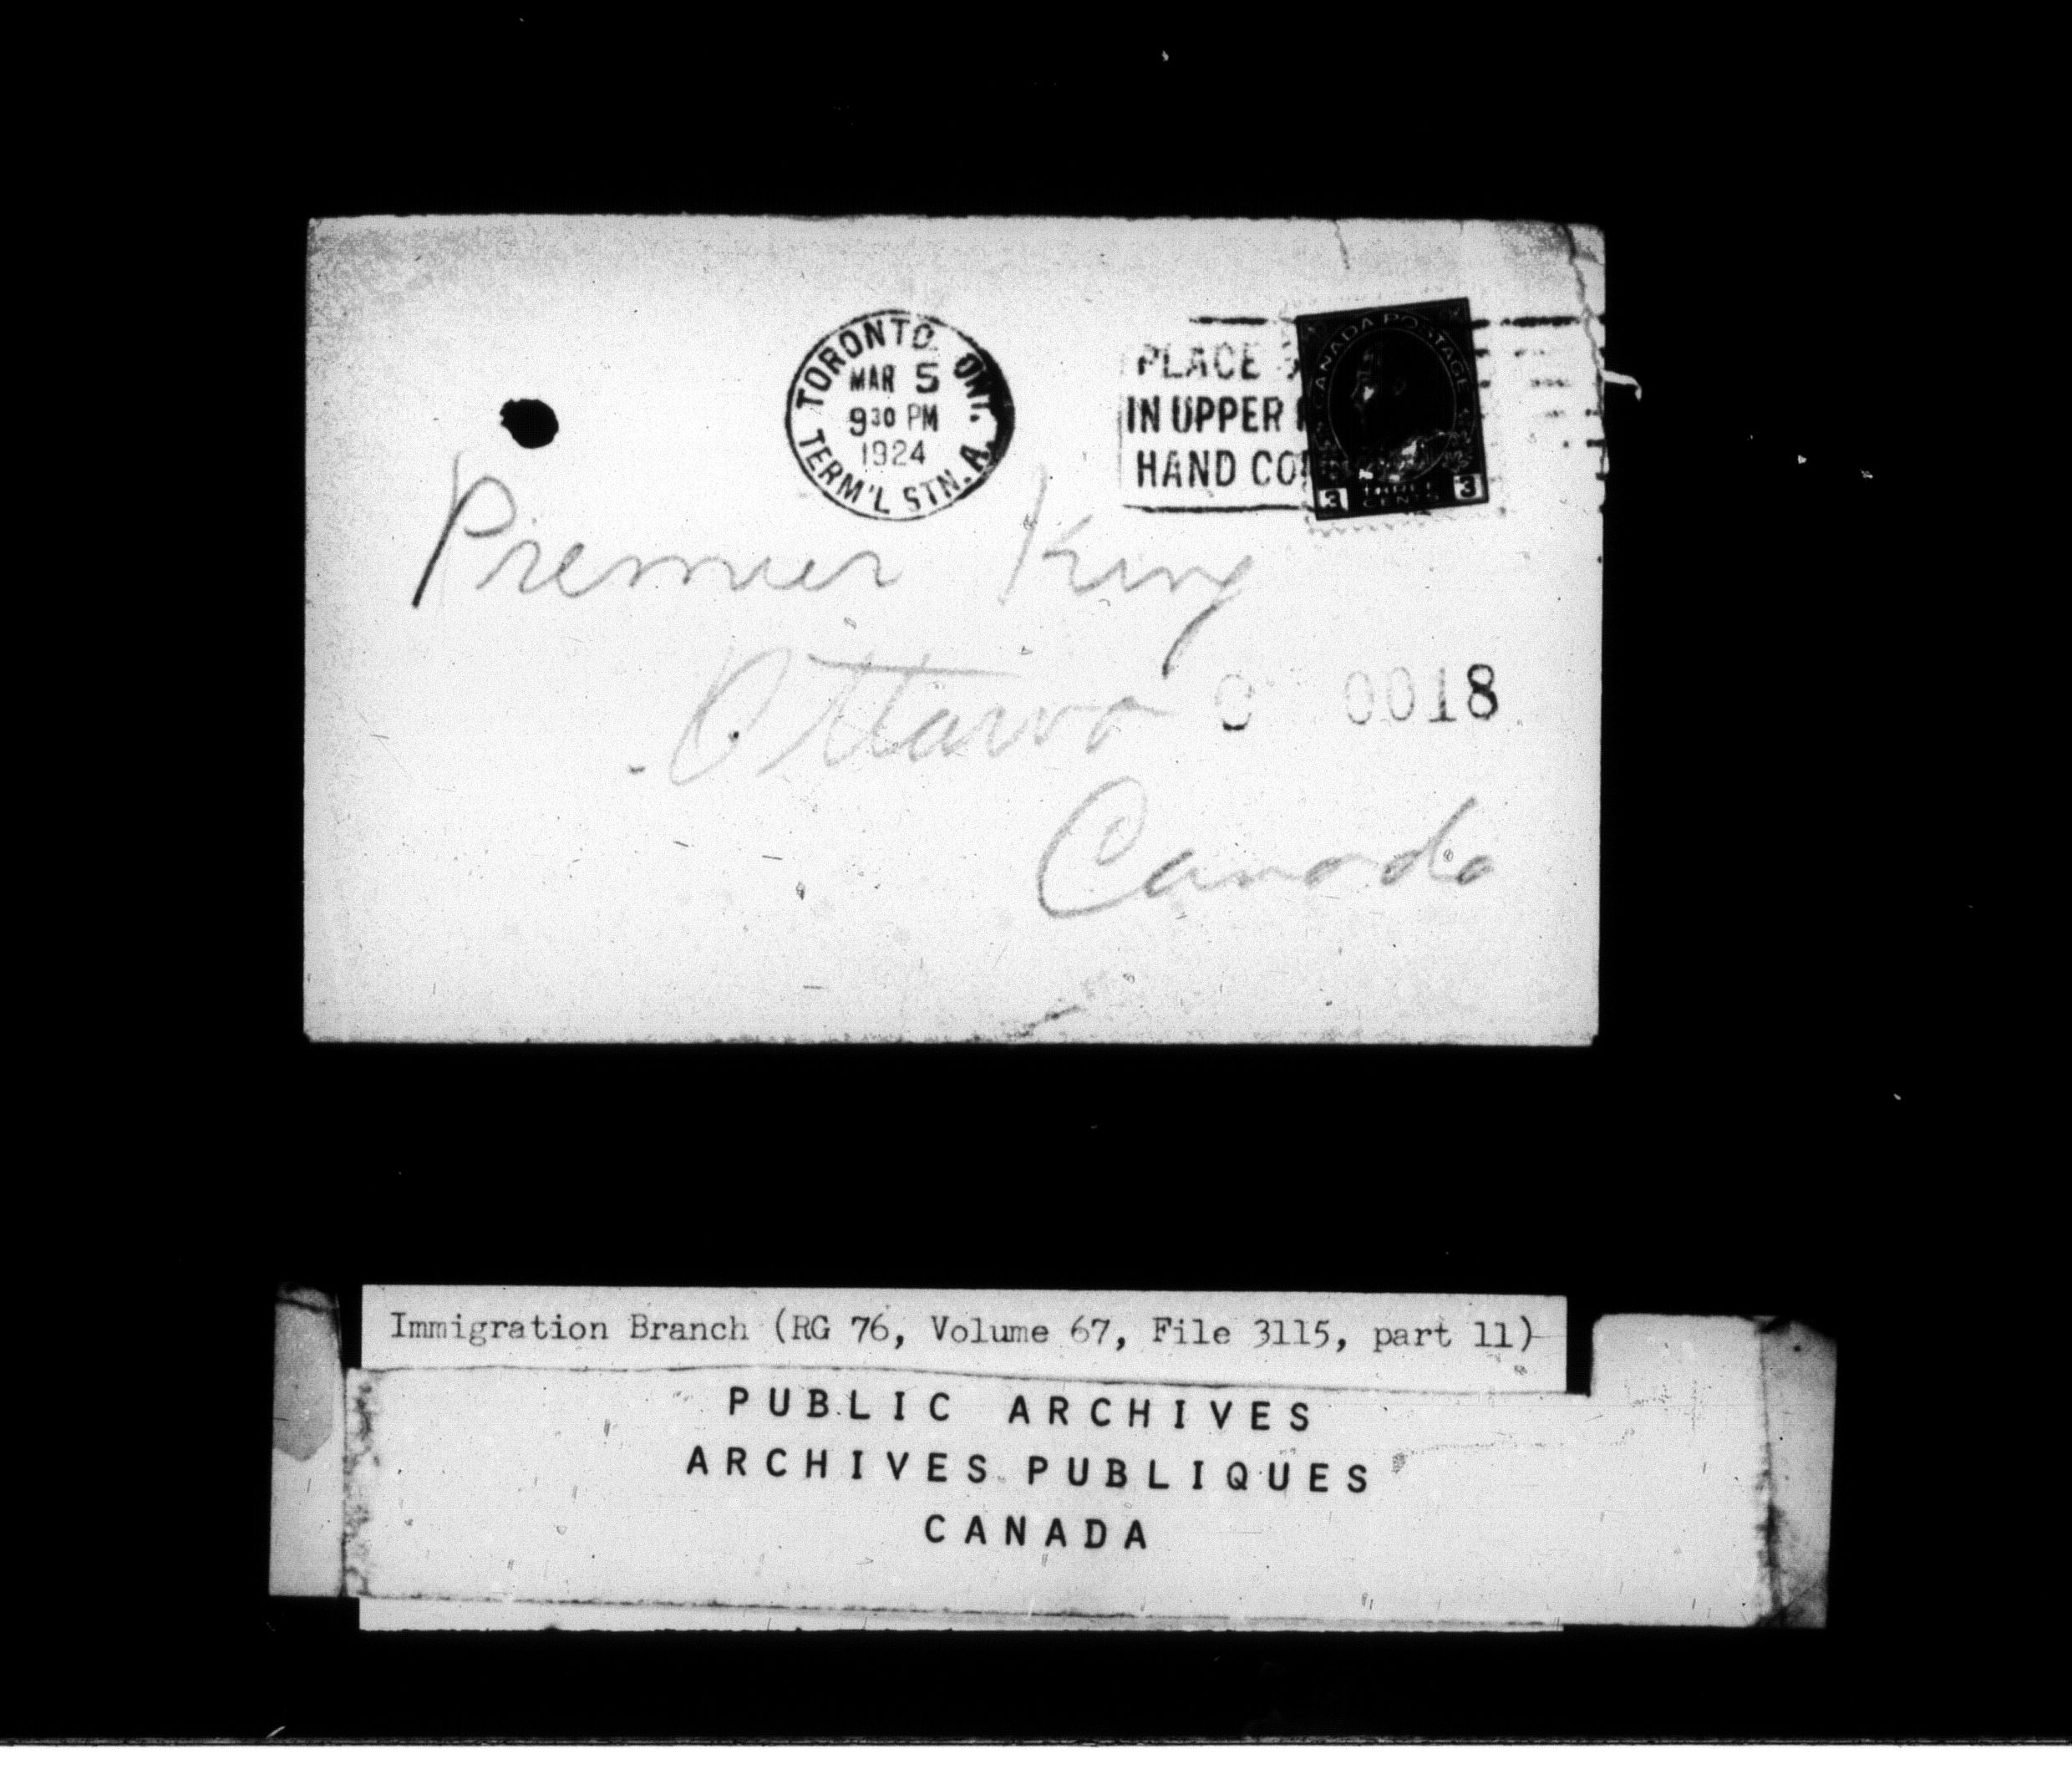 TORONTO, ONT.
MAR 5
9 30 PM
1924
TERM'L STN. A.
PLACE
IN UPPER
HAND CO
CANADA POSTAGE
3 THREE CENTS 3
Premier King
Ottawa
0 0018
Canada
Immigration Branch (RG 76, Volume 67, File 3115, part 11)
PUBLIC ARCHIVES
ARCHIVES PUBLIQUES
CANADA